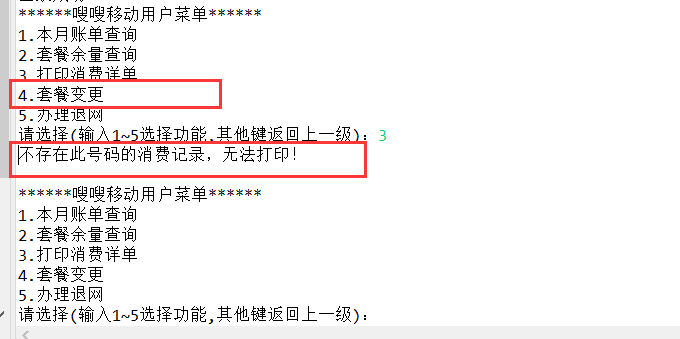 ******嗖嗖移动用户菜单******
1.本月账单查询
2.套餐余量查询
3.打印消费详单
4.套餐变更
5.办理退网
请选择(输入1~5选择功能,其他键返回上一级)：3
不存在此号码的消费记录，无法打印！
******嗖嗖移动用户菜单******
1.本月账单查询
2.套餐余量查询
3.打印消费详单
4.套餐变更
5.办理退网
请选择(输入1~5选择功能,其他键返回上一级)：